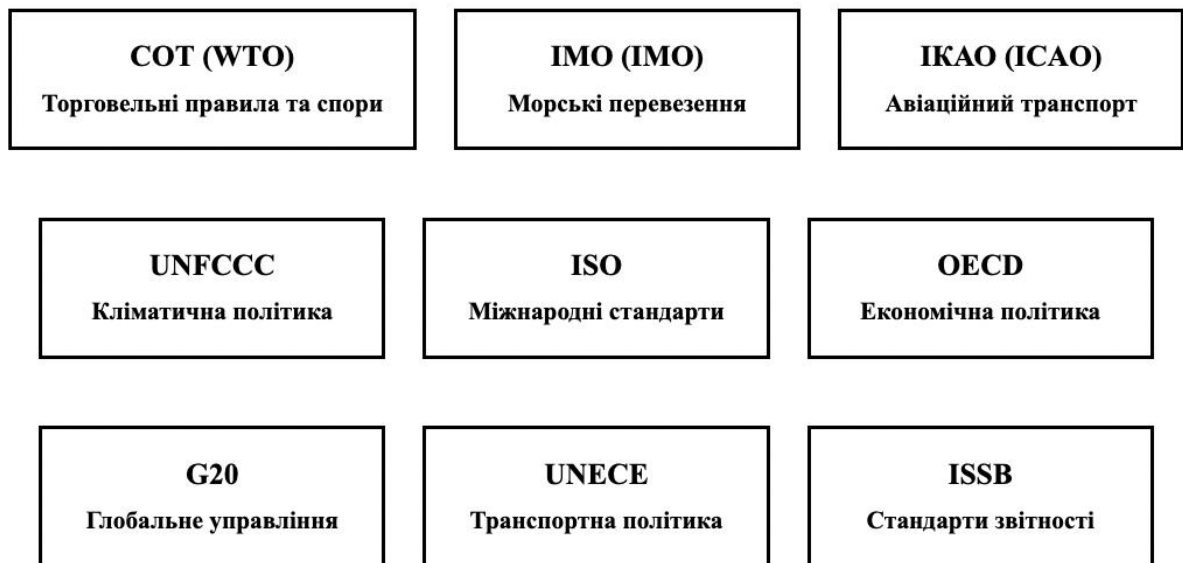 СОТ (WTO)
Торговельні правила та спори
ІМО (IMO)
Морські перевезення
ІКАО (ICAO)
Авіаційний транспорт
UNFCCC
Кліматична політика
ISO
Міжнародні стандарти
OECD
Економічна політика
G20
Глобальне управління
UNECE
Транспортна політика
ISSB
Стандарти звітності